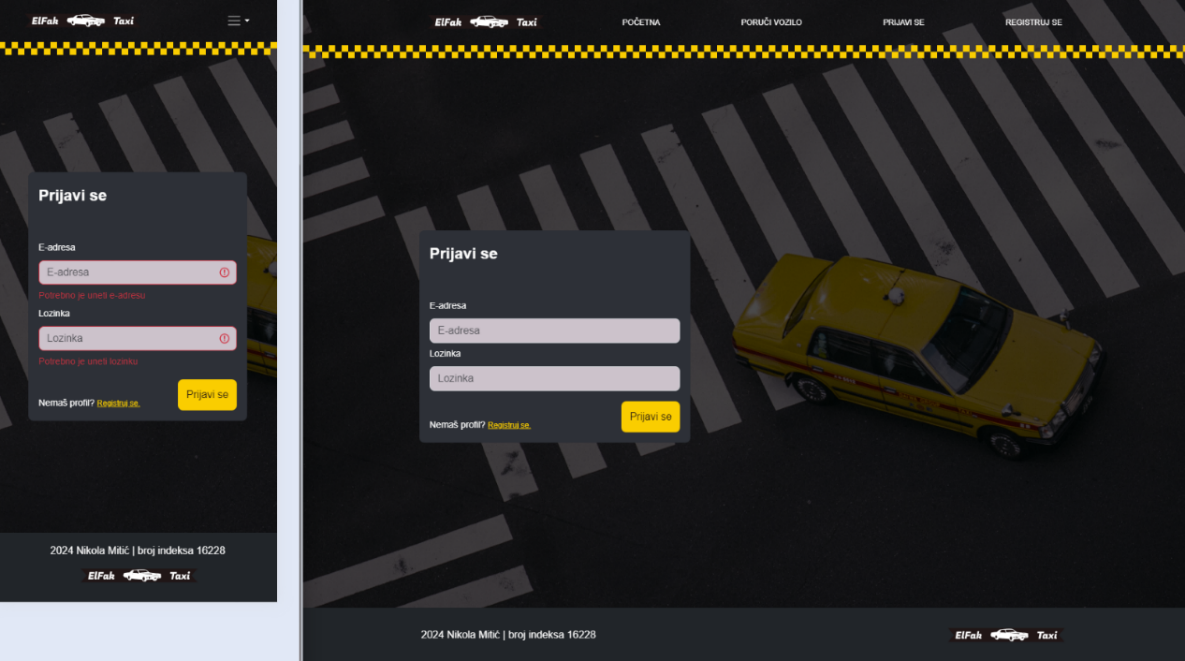 ElFak Taxi
Prijavi se
E-adresa
E-adresa
Potrebno je uneti e-adresu
Lozinka
Lozinka
Potrebno je uneti lozinku
Nemaš profil? Registruj se.
Prijavi se
2024 Nikola Mitić | broj indeksa 16228
ElFak Taxi
ElFak Taxi
POČETNA
PORUČI VOZILO
PRIJAVI SE
REGISTRUJ SE
Prijavi se
E-adresa
E-adresa
Lozinka
Lozinka
Nemaš profil? Registruj se.
Prijavi se
2024 Nikola Mitić | broj indeksa 16228
ElFak Taxi